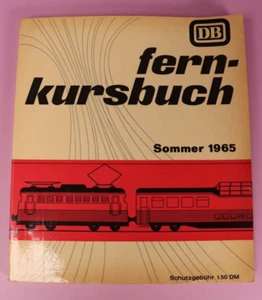 DB
fern-
kursbuch
Sommer 1965
Schutzgebühr 1.50 DM